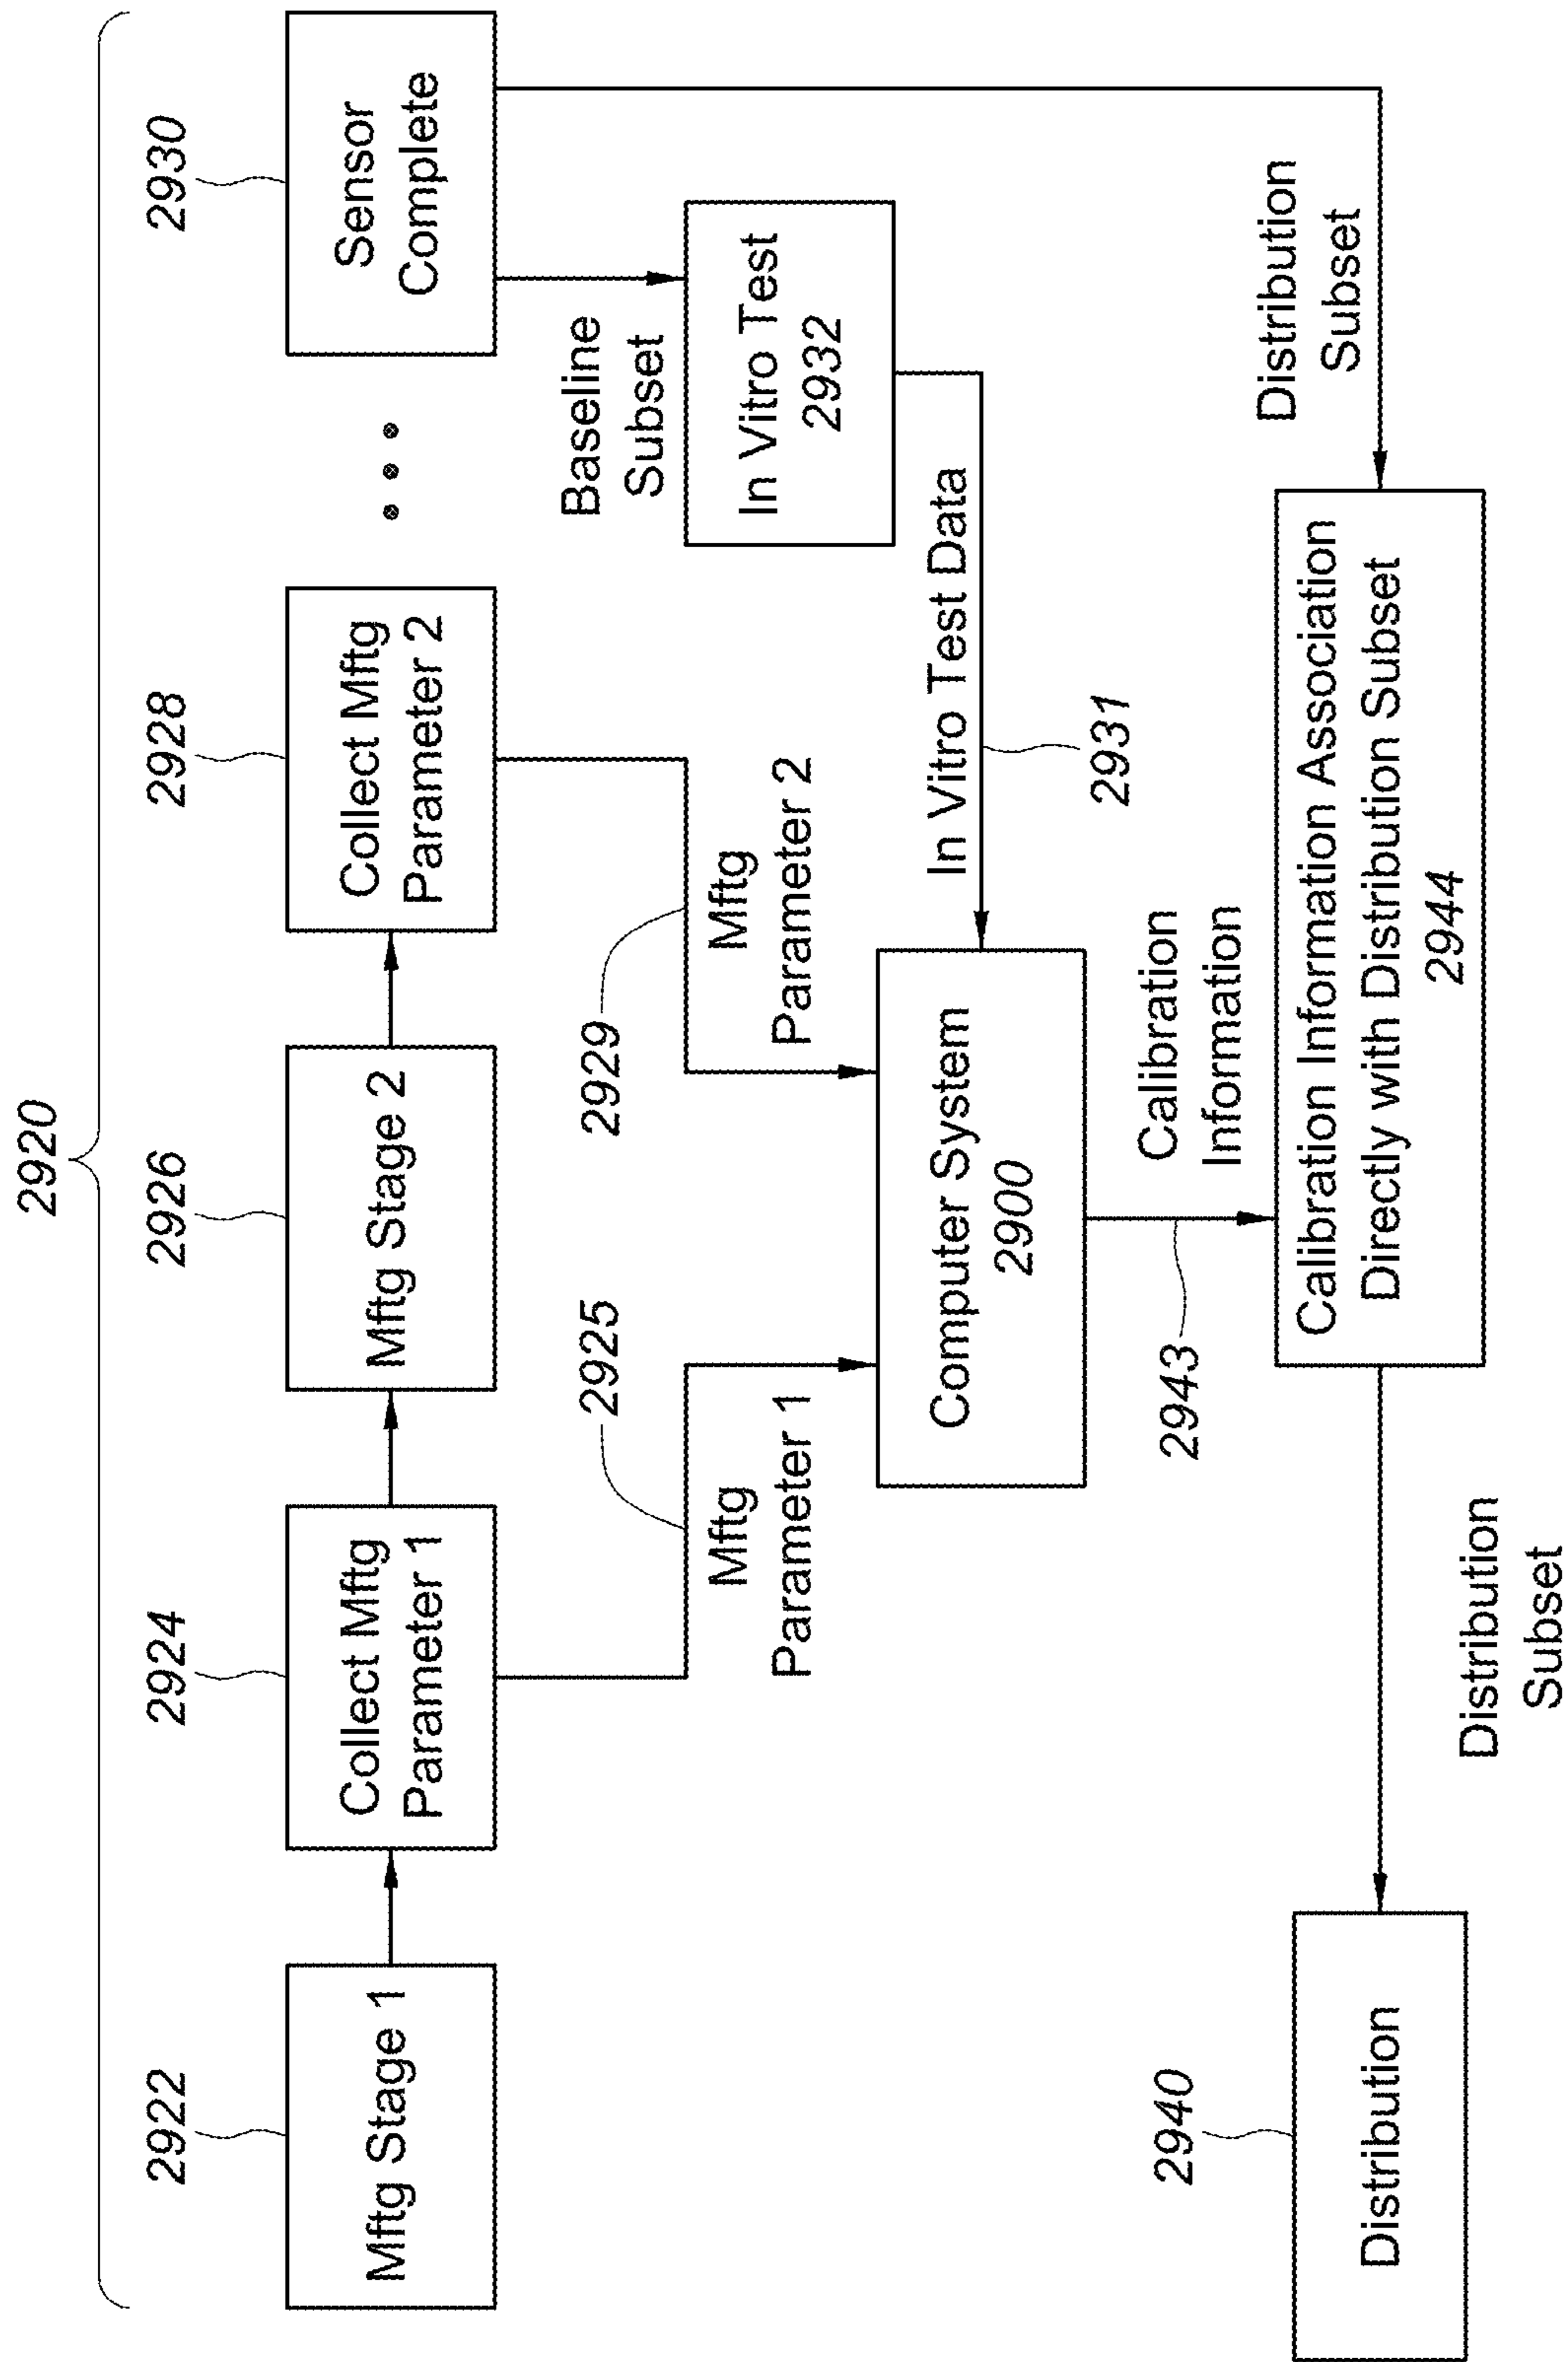 2920
2922
2924
2926
2928
2930
Mftg Stage 1
Collect Mftg
Parameter 1
Mftg Stage 2
Collect Mftg
Parameter 2
Sensor
Complete
2925
Mftg
Parameter 1
2929
Mftg
Parameter 2
Baseline
Subset
In Vitro Test
2932
Computer System
2900
In Vitro Test Data
2931
2943
Calibration
Information
Distribution
Subset
2940
Distribution
Calibration Information Association
Directly with Distribution Subset
2944
Distribution
Subset